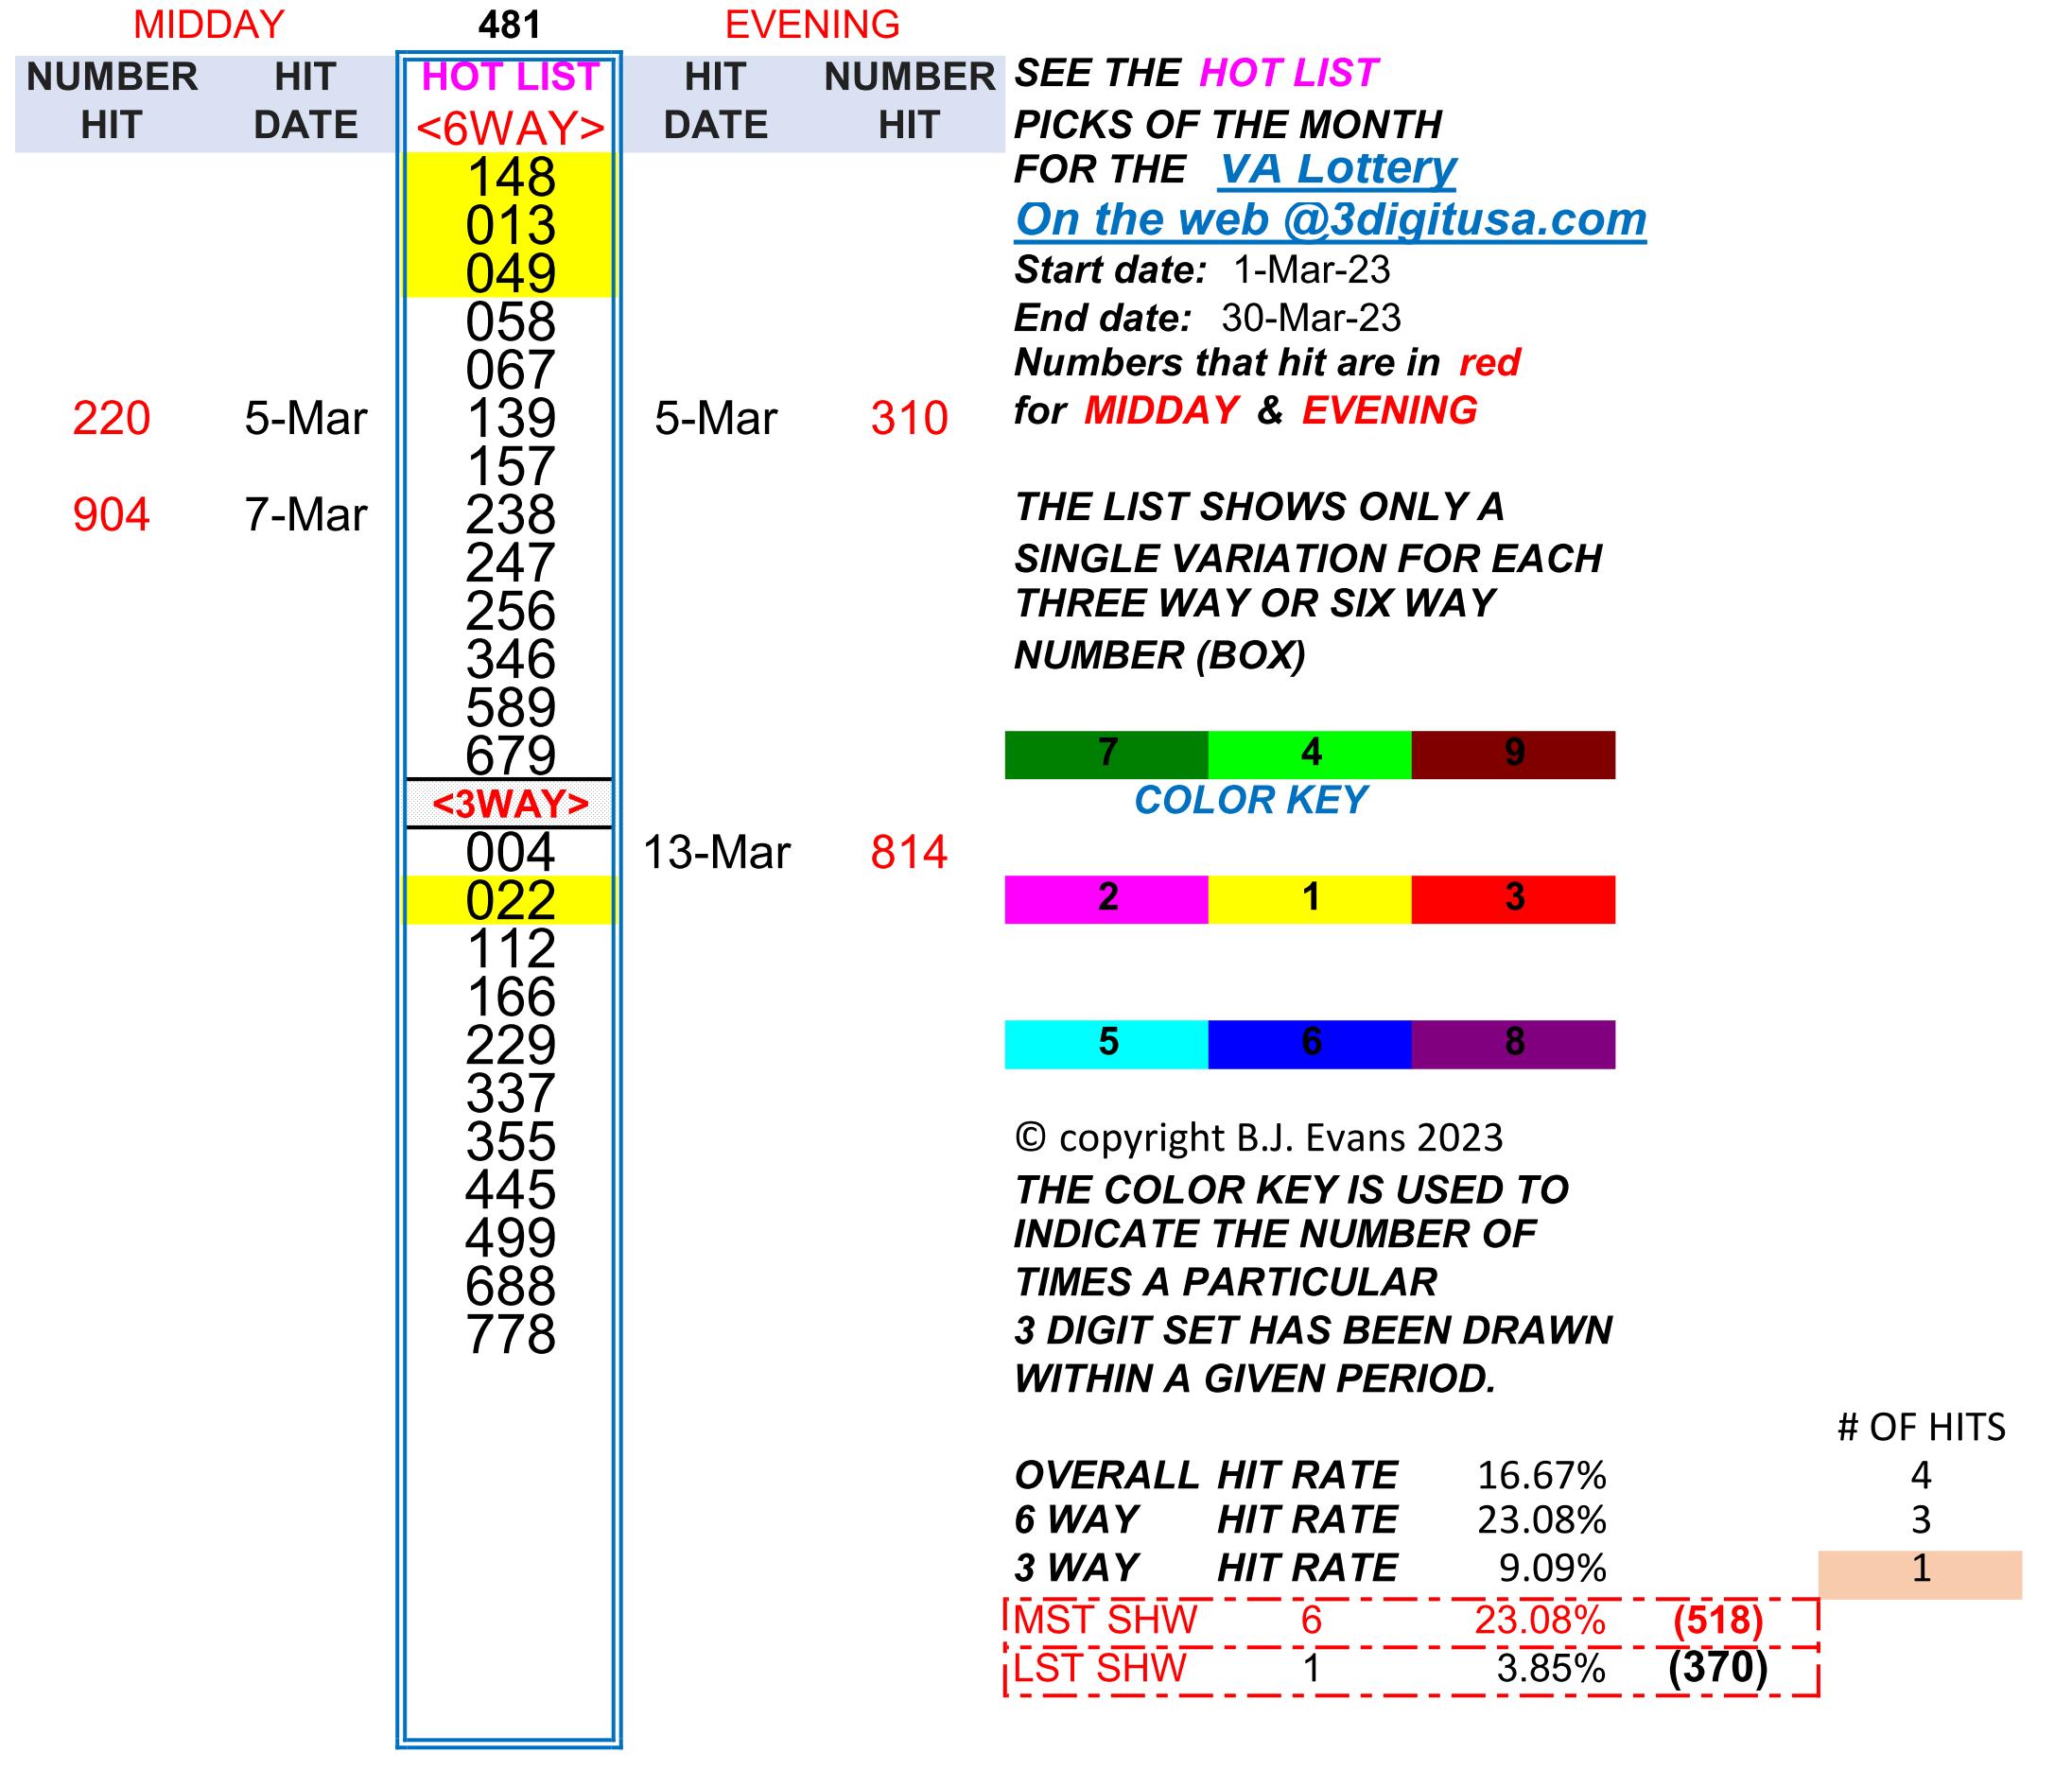 MIDDAY 481 EVENING
NUMBER HIT HOT LIST HIT NUMBER SEE THE HOT LIST
HIT DATE <6WAY> DATE HIT PICKS OF THE MONTH
148 FOR THE VA Lottery
013 On the web @3digitusa.com
049 Start date: 1-Mar-23
058 End date: 30-Mar-23
067 Numbers that hit are in red
220 5-Mar 139 5-Mar 310 for MIDDAY & EVENING
157
904 7-Mar 238 THE LIST SHOWS ONLY A
247 SINGLE VARIATION FOR EACH
256 THREE WAY OR SIX WAY
346 NUMBER (BOX)
589
679 7 4 9
<3WAY> COLOR KEY
004 13-Mar 814
022 2 1 3
112
166
229 5 6 8
337
355 © copyright B.J. Evans 2023
445 THE COLOR KEY IS USED TO
499 INDICATE THE NUMBER OF
688 TIMES A PARTICULAR
778 3 DIGIT SET HAS BEEN DRAWN
WITHIN A GIVEN PERIOD.
# OF HITS
OVERALL HIT RATE 16.67% 4
6 WAY HIT RATE 23.08% 3
3 WAY HIT RATE 9.09% 1
MST SHW 6 23.08% (518)
LST SHW 1 3.85% (370)